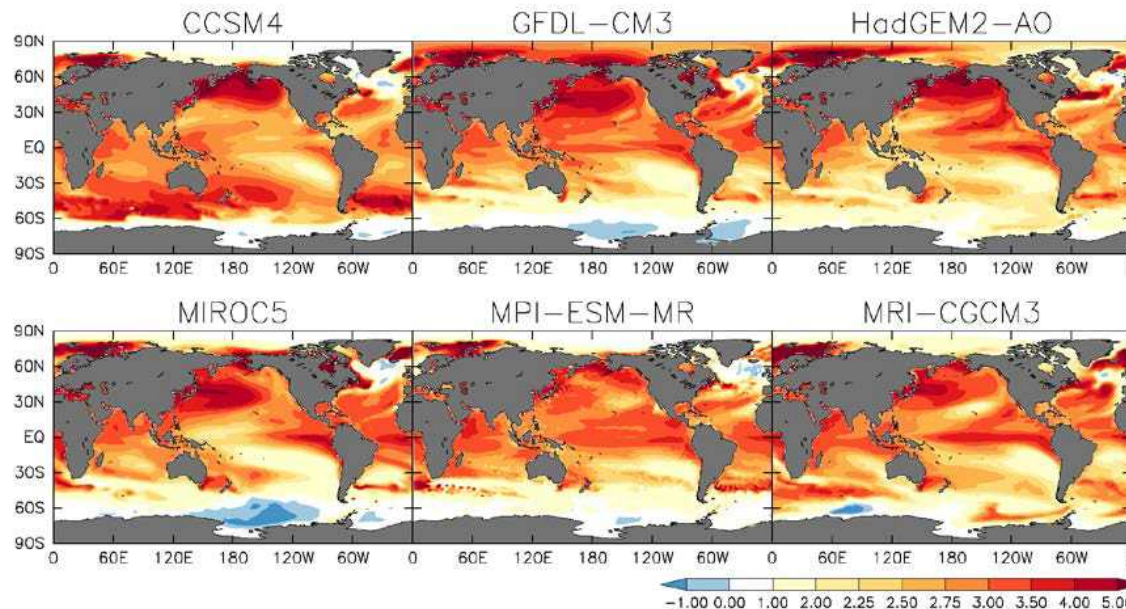 CCSM4 GFDL-CM3 HadGEM2-AO
90N
60N
30N
EQ
30S
60S
90S
0 60E 120E 180 120W 60W 0 60E 120E 180 120W 60W 0 60E 120E 180 120W 60W
MIROC5 MPI-ESM-MR MRI-CGCM3
90N
60N
30N
EQ
30S
60S
90S
0 60E 120E 180 120W 60W 0 60E 120E 180 120W 60W 0 60E 120E 180 120W 60W
-1.00 0.00 1.00 2.00 2.25 2.50 2.75 3.00 3.50 4.00 5.00